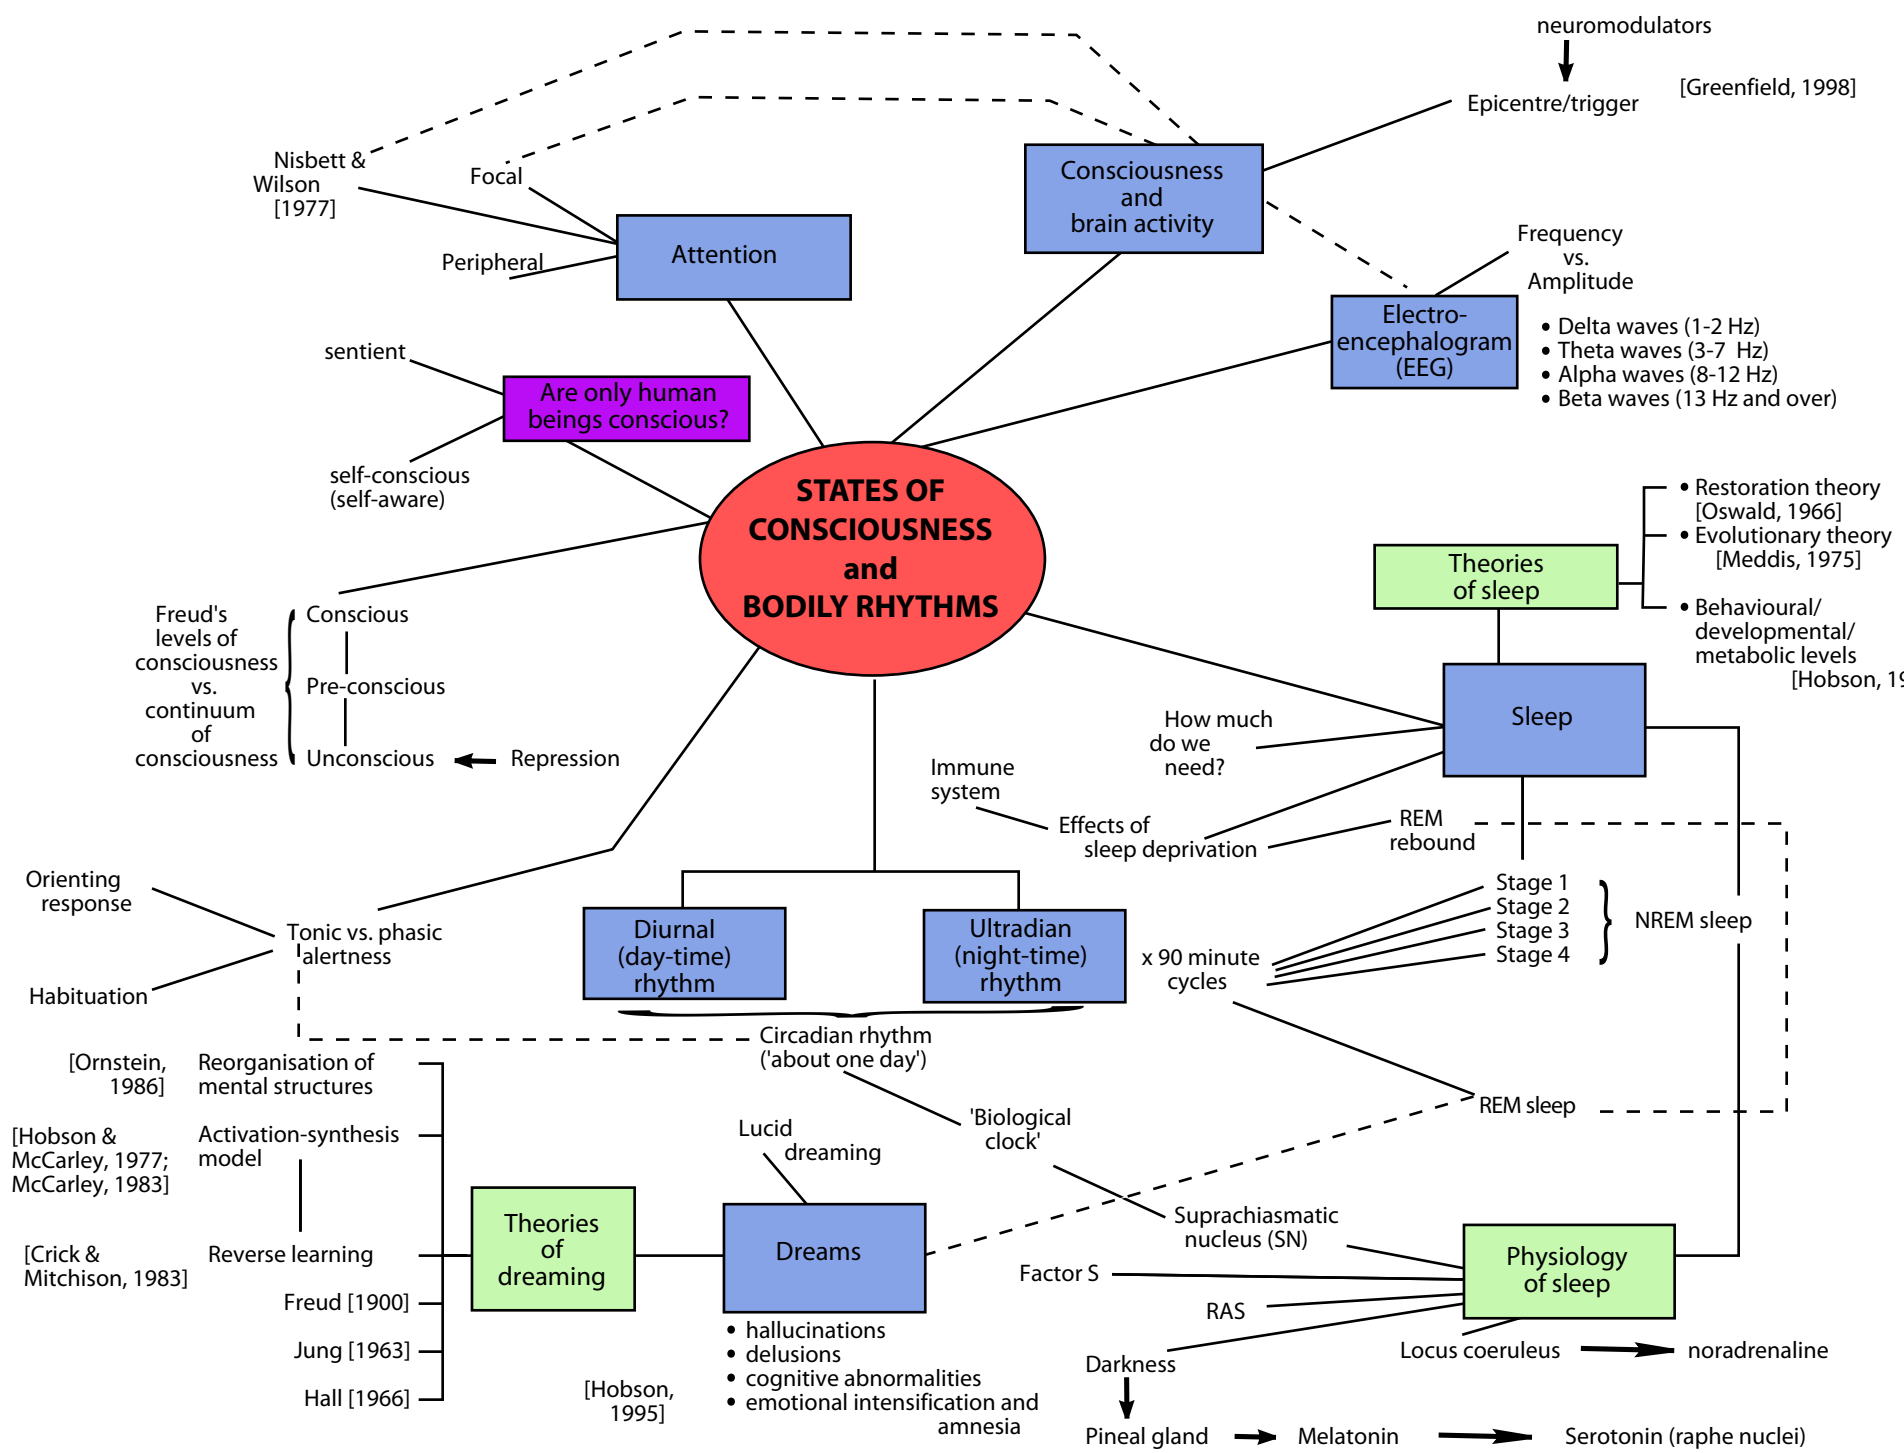 neuromodulators
Epicentre/trigger
[Greenfield, 1998]
Nisbett &
Wilson
[1977]
Focal
Peripheral
Attention
Consciousness
and
brain activity
Frequency
vs.
Amplitude
Electro-
encephalogram
(EEG)
• Delta waves (1-2 Hz)
• Theta waves (3-7 Hz)
• Alpha waves (8-12 Hz)
• Beta waves (13 Hz and over)
sentient
Are only human
beings conscious?
self-conscious
(self-aware)
STATES OF
CONSCIOUSNESS
and
BODILY RHYTHMS
• Restoration theory
[Oswald, 1966]
• Evolutionary theory
[Meddis, 1975]
• Behavioural/
developmental/
metabolic levels
[Hobson, 19
Theories
of sleep
Sleep
Freud's
levels of
consciousness
vs.
continuum
of
consciousness
Conscious
Pre-conscious
Unconscious
Repression
How much
do we
need?
Immune
system
Effects of
sleep deprivation
REM
rebound
Stage 1
Stage 2
Stage 3
Stage 4
NREM sleep
x 90 minute
cycles
REM sleep
Orienting
response
Tonic vs. phasic
alertness
Habituation
Diurnal
(day-time)
rhythm
Ultradian
(night-time)
rhythm
Circadian rhythm
('about one day')
'Biological
clock'
Suprachiasmatic
nucleus (SN)
[Ornstein,
1986]
Reorganisation of
mental structures
[Hobson &
McCarley, 1977;
McCarley, 1983]
Activation-synthesis
model
[Crick &
Mitchison, 1983]
Reverse learning
Freud [1900]
Jung [1963]
Hall [1966]
Theories
of
dreaming
Lucid
dreaming
Dreams
[Hobson,
1995]
• hallucinations
• delusions
• cognitive abnormalities
• emotional intensification and
amnesia
Physiology
of sleep
Factor S
RAS
Locus coeruleus
noradrenaline
Darkness
Pineal gland
Melatonin
Serotonin (raphe nuclei)